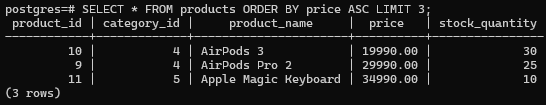 postgres=# SELECT * FROM products ORDER BY price ASC LIMIT 3;
 product_id | category_id |     product_name     |  price   | stock_quantity
------------+-------------+----------------------+----------+----------------
         10 |           4 | AirPods 3            | 19990.00 |             30
          9 |           4 | AirPods Pro 2        | 29990.00 |             25
         11 |           5 | Apple Magic Keyboard | 34990.00 |             10
(3 rows)